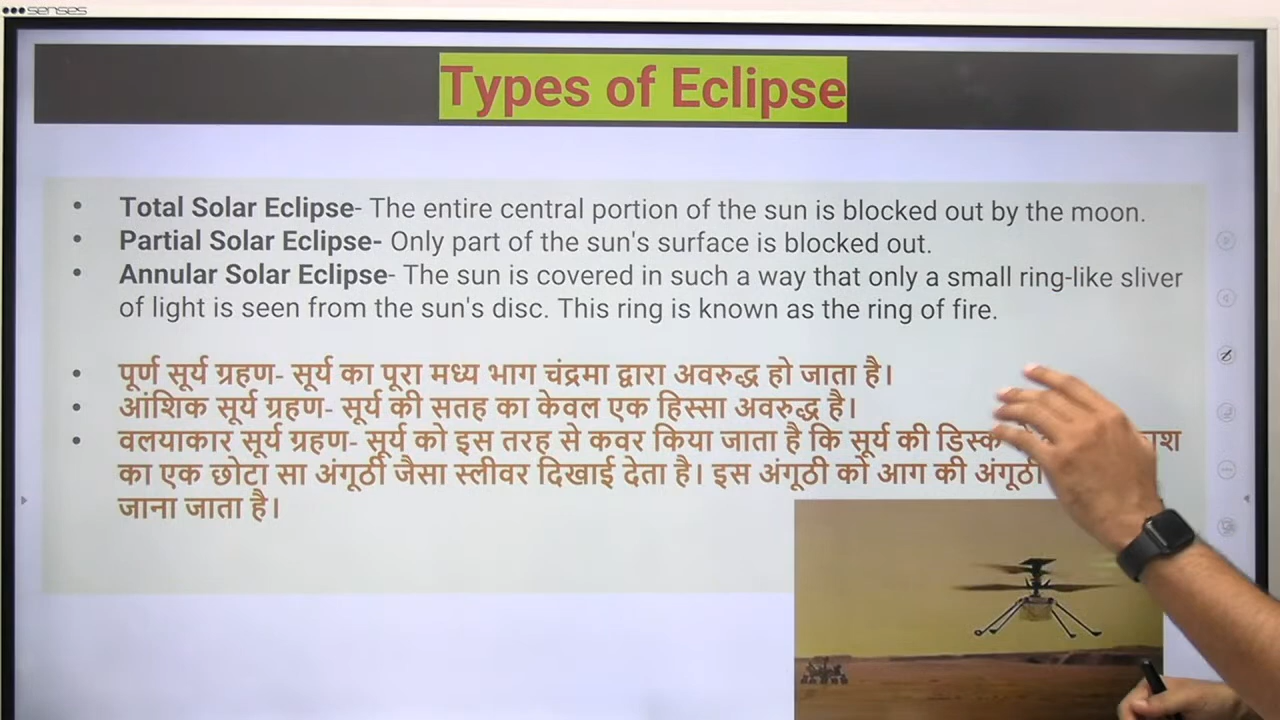 senses
Types of Eclipse
• Total Solar Eclipse- The entire central portion of the sun is blocked out by the moon.
• Partial Solar Eclipse- Only part of the sun's surface is blocked out.
• Annular Solar Eclipse- The sun is covered in such a way that only a small ring-like sliver
of light is seen from the sun's disc. This ring is known as the ring of fire.
• पूर्ण सूर्य ग्रहण- सूर्य का पूरा मध्य भाग चंद्रमा द्वारा अवरुद्ध हो जाता है।
• आंशिक सूर्य ग्रहण- सूर्य की सतह का केवल एक हिस्सा अवरुद्ध है।
• वलयाकार सूर्य ग्रहण- सूर्य को इस तरह से कवर किया जाता है कि सूर्य की डिस्क
का एक छोटा सा अंगूठी जैसा स्लीवर दिखाई देता है। इस अंगूठी को आग की अंगूठी
जाना जाता है।